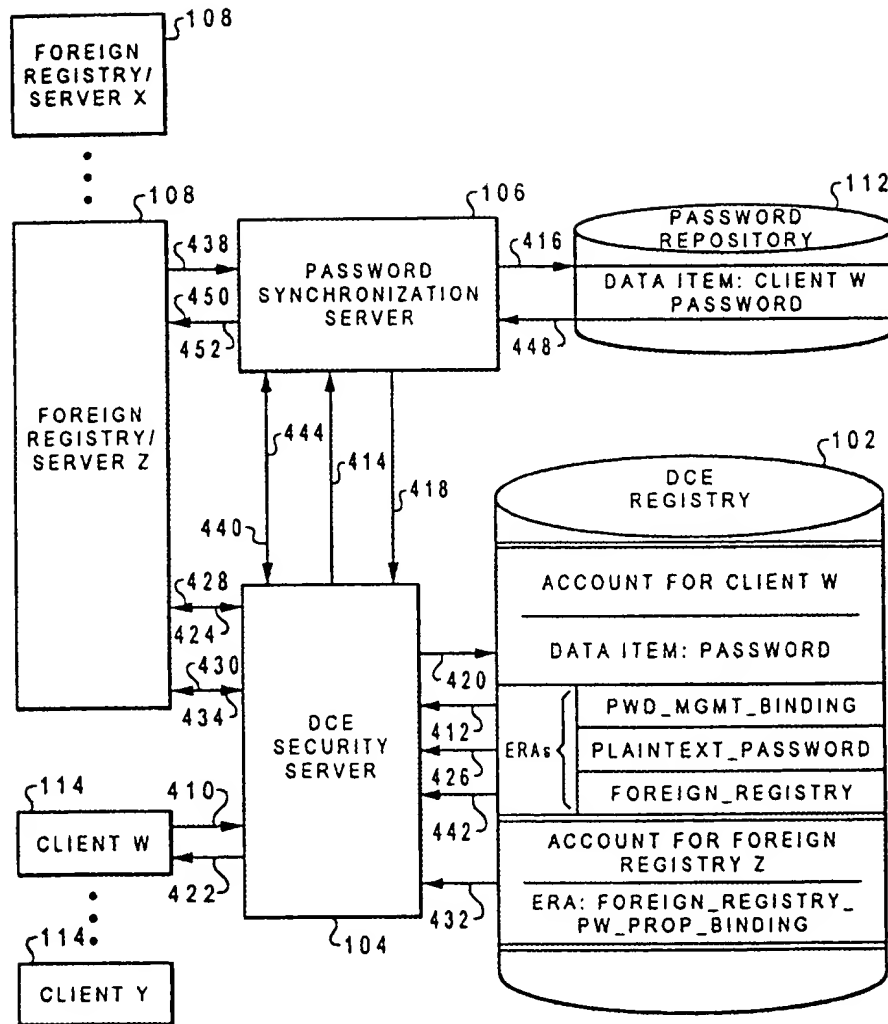 108
FOREIGN
REGISTRY/
SERVER X
108
FOREIGN
REGISTRY/
SERVER Z
438
450
452
106
PASSWORD
SYNCHRONIZATION
SERVER
416
448
112
PASSWORD
REPOSITORY
DATA ITEM: CLIENT W
PASSWORD
444
414
418
440
428
424
430
434
DCE
SECURITY
SERVER
104
420
412
426
442
432
102
DCE
REGISTRY
ACCOUNT FOR CLIENT W
DATA ITEM: PASSWORD
ERAs
PWD_MGMT_BINDING
PLAINTEXT_PASSWORD
FOREIGN_REGISTRY
ACCOUNT FOR FOREIGN
REGISTRY Z
ERA: FOREIGN_REGISTRY_
PW_PROP_BINDING
114
CLIENT W
410
422
114
CLIENT Y